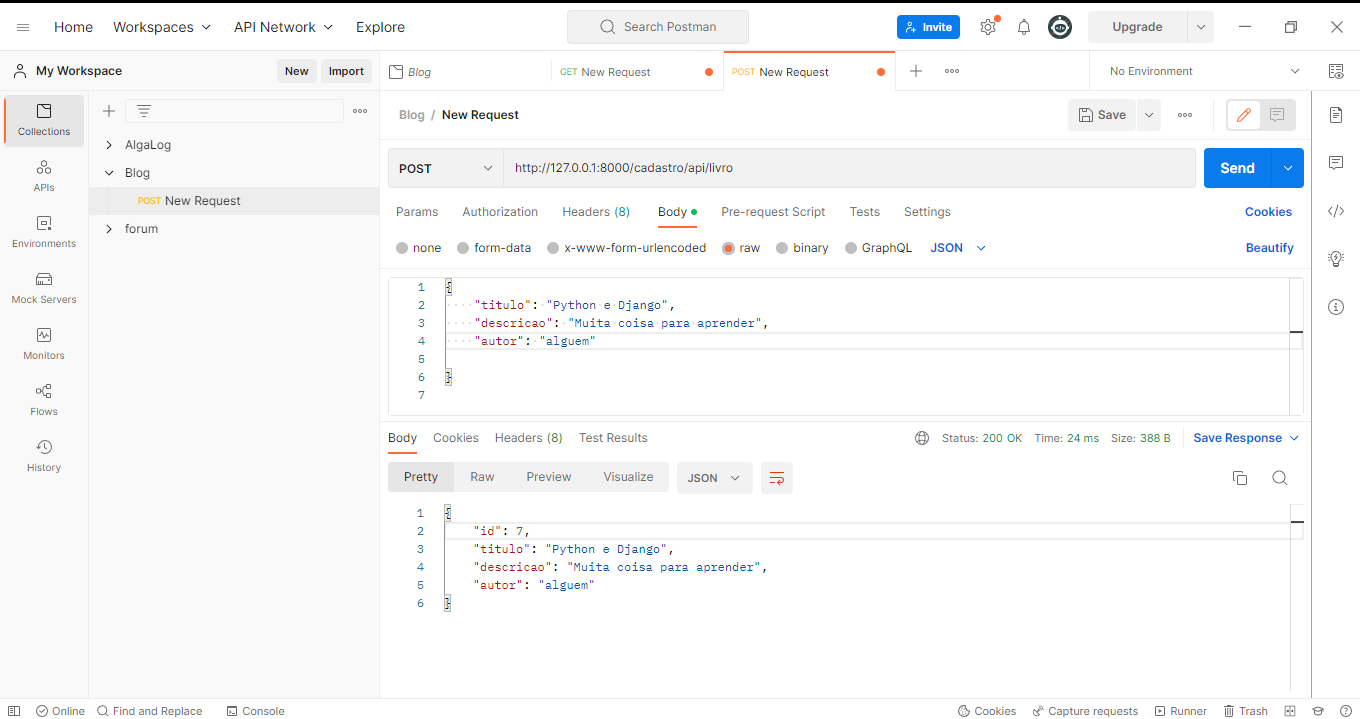 Home Workspaces API Network Explore Search Postman Invite Upgrade
My Workspace New Import Blog GET New Request POST New Request No Environment
Collections
APIs
Environments
Mock Servers
Monitors
Flows
History
AlgaLog
Blog
POST New Request
forum
Blog / New Request Save
POST http://127.0.0.1:8000/cadastro/api/livro Send
Params Authorization Headers (8) Body Pre-request Script Tests Settings Cookies
none form-data x-www-form-urlencoded raw binary GraphQL JSON Beautify
1 {
2 "titulo": "Python e Django",
3 "descricao": "Muita coisa para aprender",
4 "autor": "alguem"
5
6 }
7
Body Cookies Headers (8) Test Results Status: 200 OK Time: 24 ms Size: 388 B Save Response
Pretty Raw Preview Visualize JSON
1 {
2 "id": 7,
3 "titulo": "Python e Django",
4 "descricao": "Muita coisa para aprender",
5 "autor": "alguem"
6 }
Online Find and Replace Console Cookies Capture requests Runner Trash